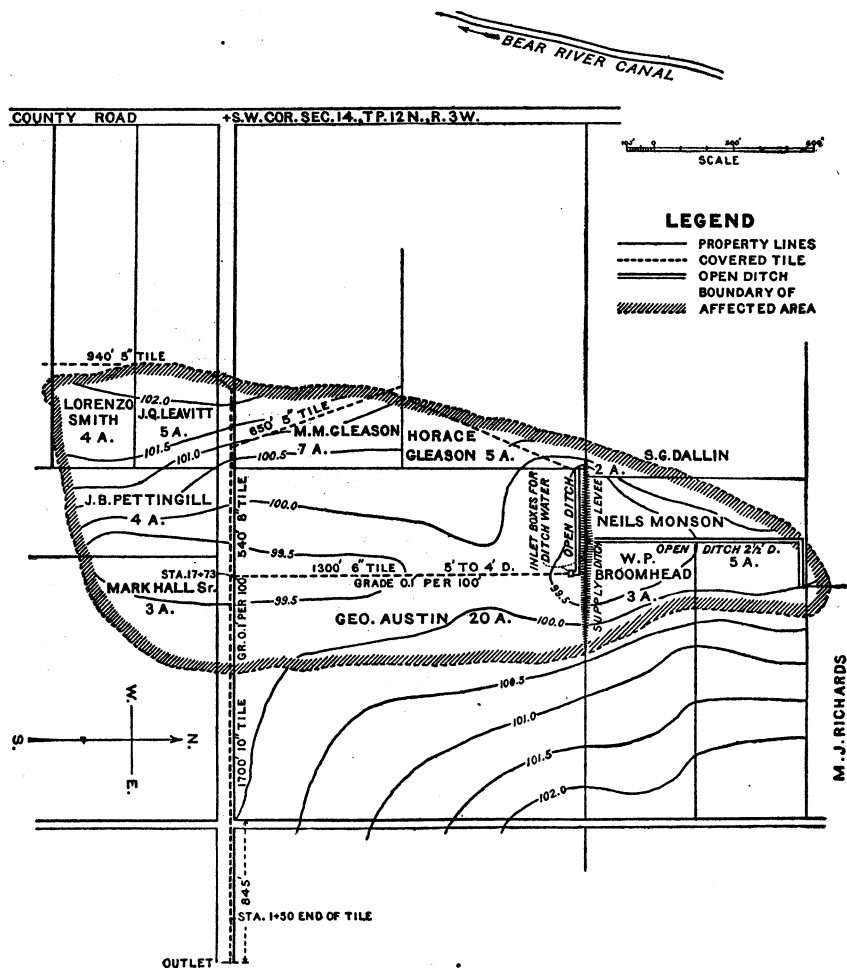 BEAR RIVER CANAL
COUNTY ROAD
+S.W. COR. SEC. 14., T.P. 12 N., R. 3 W.
100' 0 300' 600'
SCALE
LEGEND
PROPERTY LINES
COVERED TILE
OPEN DITCH
BOUNDARY OF
AFFECTED AREA
940' 5" TILE
102.0
LORENZO
SMITH
4 A.
J.Q. LEAVITT
5 A.
650' 5" TILE
M.M. GLEASON
7 A.
HORACE
GLEASON 5 A.
S.G. DALLIN
2 A.
101.5
101.0
100.5
J.B. PETTINGILL
4 A.
100.0
540' 8" TILE
INLET BOXES FOR
DITCH WATER
OPEN DITCH
SUPPLY DITCH LEVEE
NEILS MONSON
OPEN DITCH 2½' D.
5 A.
W.P.
BROOMHEAD
3 A.
99.5
99.5
STA. 17+73
1300' 6" TILE 5' TO 4' D.
GRADE 0.1 PER 100'
MARK HALL Sr.
3 A.
99.5
GR. 0.1 PER 100'
GEO. AUSTIN 20 A.
100.0
100.5
101.0
101.5
102.0
M.J. RICHARDS
W.
S.
N.
E.
1700' 10" TILE
845'
STA. 1+50 END OF TILE
OUTLET